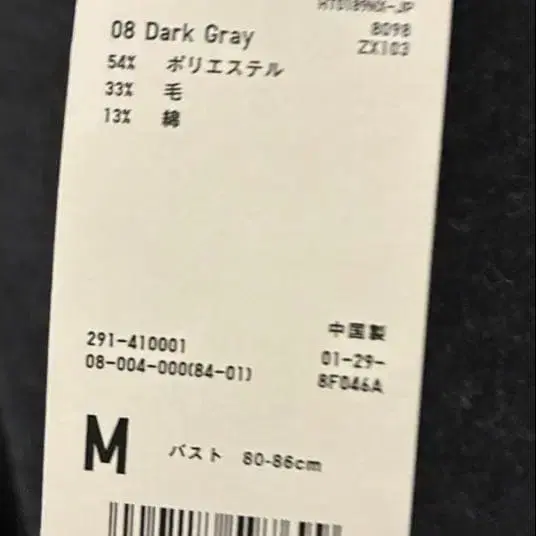 08 Dark Gray
8098
ZX103
54% ポリエステル
33% 毛
13% 綿
291-410001
08-004-000(84-01)
中国製
01-29-
8F046A
M バスト 80-86cm